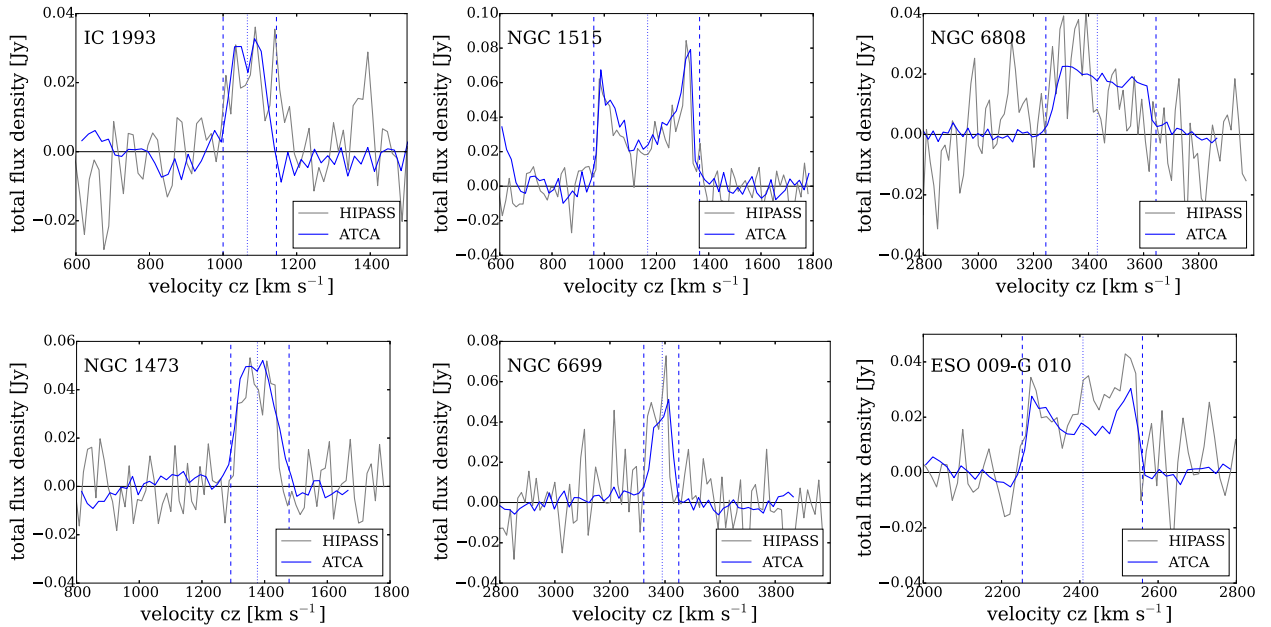 IC 1993
total flux density [Jy]
0.04
0.02
0.00
−0.02
600 800 1000 1200 1400
velocity cz [km s⁻¹]
HIPASS
ATCA
NGC 1515
total flux density [Jy]
0.10
0.08
0.06
0.04
0.02
0.00
−0.02
−0.04
600 800 1000 1200 1400 1600 1800
velocity cz [km s⁻¹]
HIPASS
ATCA
NGC 6808
total flux density [Jy]
0.04
0.02
0.00
−0.02
−0.04
2800 3000 3200 3400 3600 3800
velocity cz [km s⁻¹]
HIPASS
ATCA
NGC 1473
total flux density [Jy]
0.06
0.04
0.02
0.00
−0.02
−0.04
800 1000 1200 1400 1600 1800
velocity cz [km s⁻¹]
HIPASS
ATCA
NGC 6699
total flux density [Jy]
0.08
0.06
0.04
0.02
0.00
−0.02
−0.04
2800 3000 3200 3400 3600 3800
velocity cz [km s⁻¹]
HIPASS
ATCA
ESO 009-G 010
total flux density [Jy]
0.04
0.02
0.00
−0.02
−0.04
2000 2200 2400 2600 2800
velocity cz [km s⁻¹]
HIPASS
ATCA